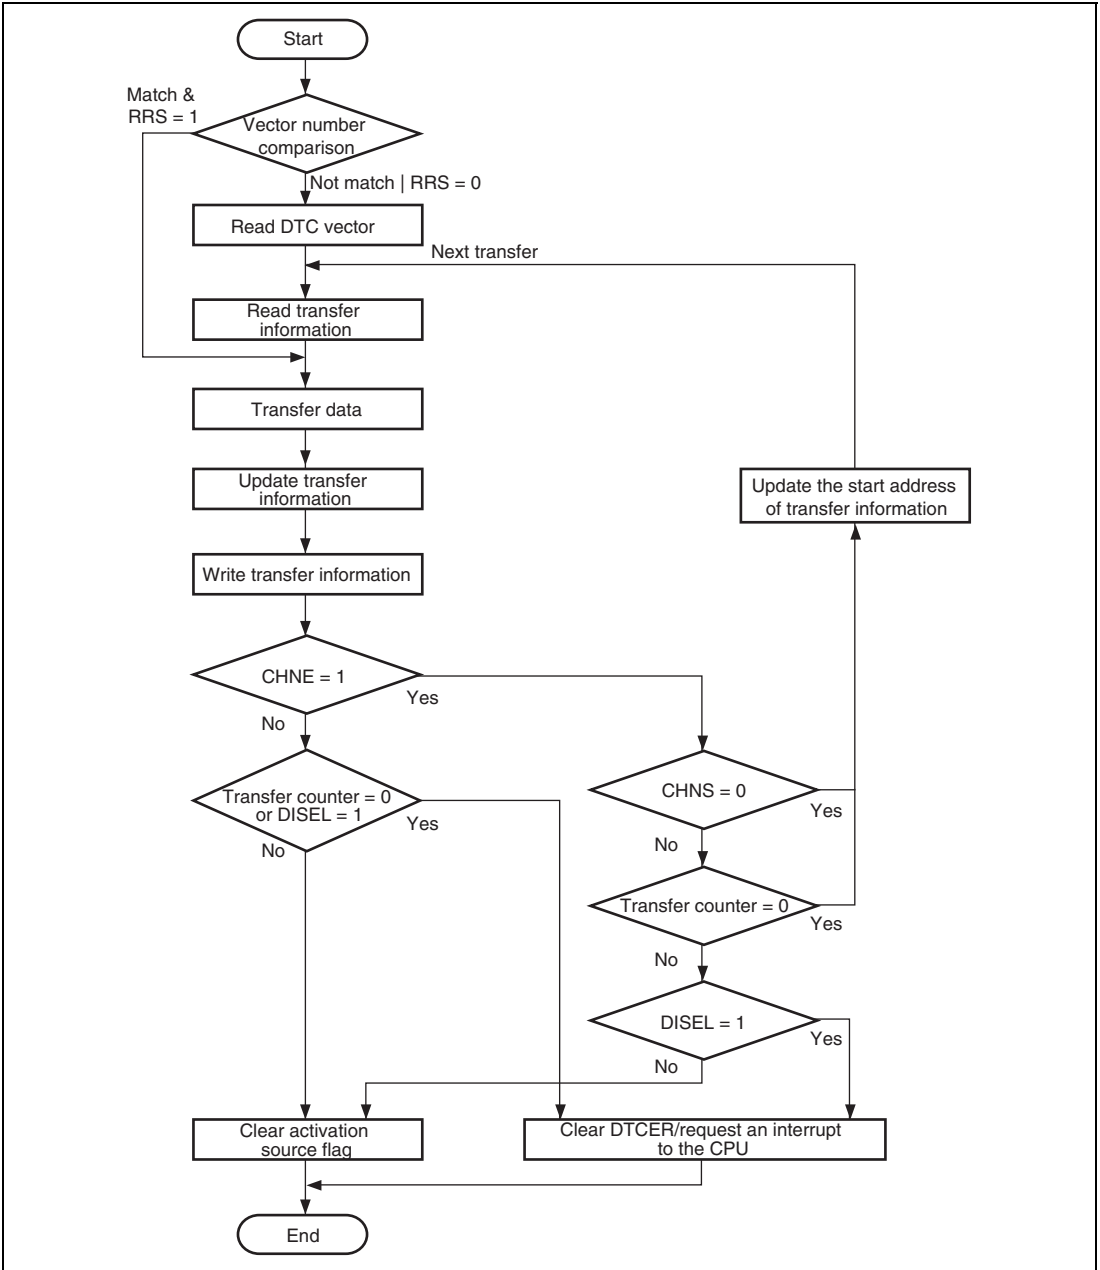 Start
Match &
RRS = 1
Vector number
comparison
Not match | RRS = 0
Read DTC vector
Next transfer
Read transfer
information
Transfer data
Update transfer
information
Update the start address
of transfer information
Write transfer information
CHNE = 1
Yes
No
Transfer counter = 0
or DISEL = 1
Yes
No
CHNS = 0
Yes
No
Transfer counter = 0
Yes
No
DISEL = 1
Yes
No
Clear activation
source flag
Clear DTCER/request an interrupt
to the CPU
End